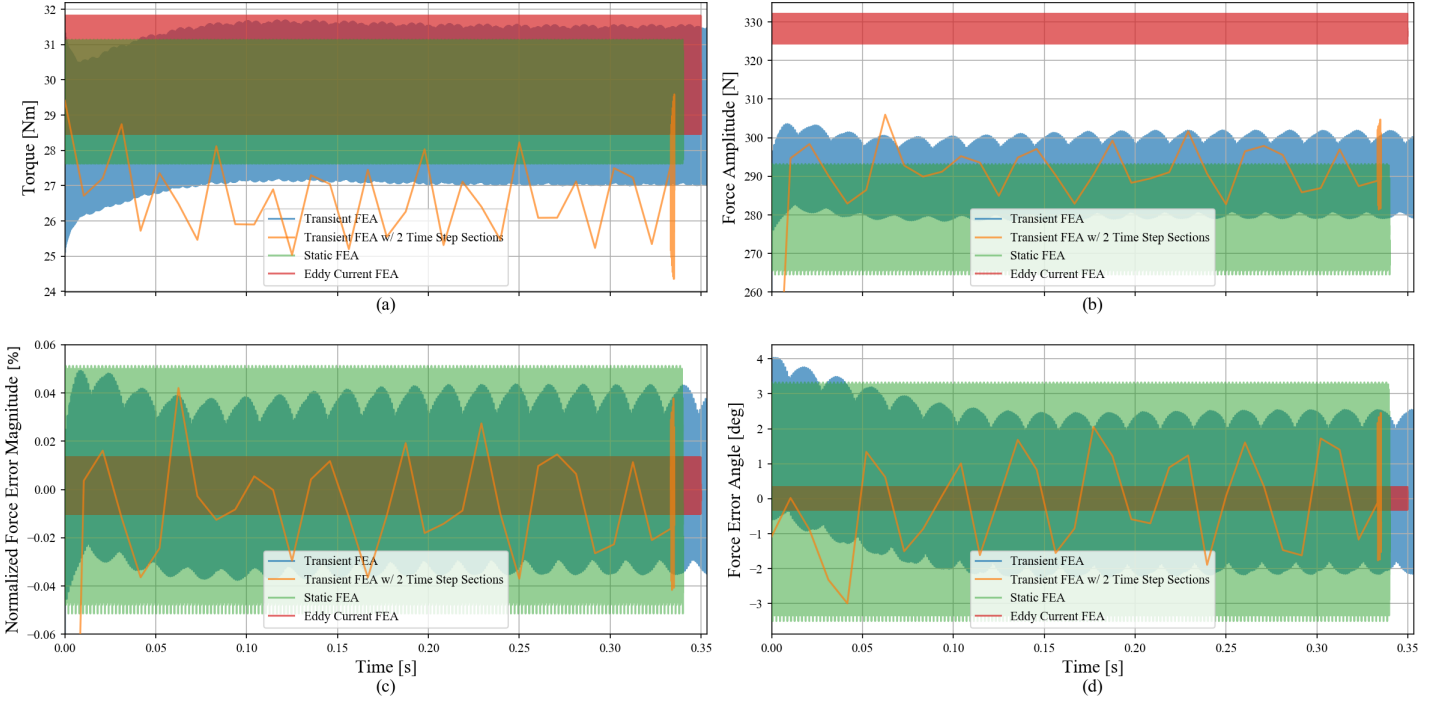 32
31
30
29
28
27
26
25
24
Torque [Nm]
Transient FEA
Transient FEA w/ 2 Time Step Sections
Static FEA
Eddy Current FEA
(a)
330
320
310
300
290
280
270
260
Force Amplitude [N]
Transient FEA
Transient FEA w/ 2 Time Step Sections
Static FEA
Eddy Current FEA
(b)
0.06
0.04
0.02
0.00
−0.02
−0.04
−0.06
Normalized Force Error Magnitude [%]
Transient FEA
Transient FEA w/ 2 Time Step Sections
Static FEA
Eddy Current FEA
0.00 0.05 0.10 0.15 0.20 0.25 0.30 0.35
Time [s]
(c)
4
3
2
1
0
−1
−2
−3
Force Error Angle [deg]
Transient FEA
Transient FEA w/ 2 Time Step Sections
Static FEA
Eddy Current FEA
0.00 0.05 0.10 0.15 0.20 0.25 0.30 0.35
Time [s]
(d)